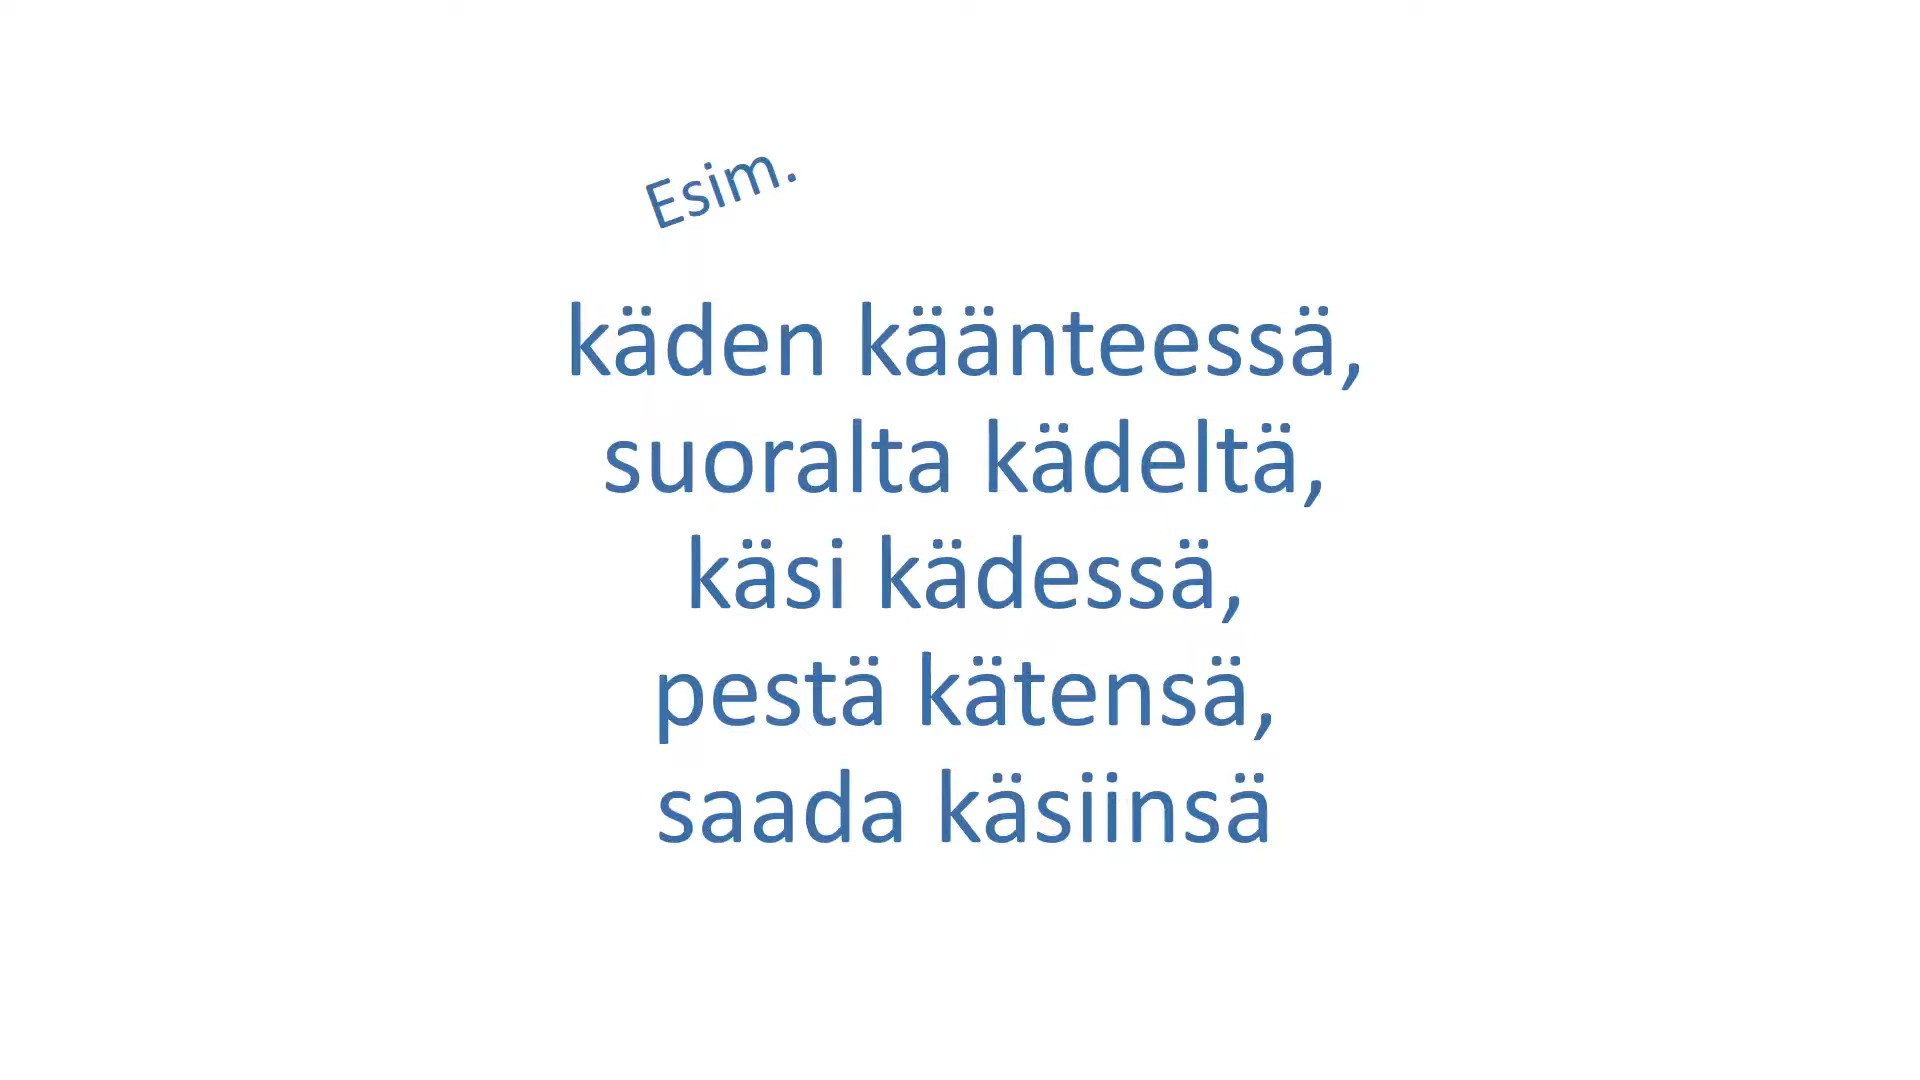 Esim.
käden käänteessä,
suoralta kädeltä,
käsi kädessä,
pestä kätensä,
saada käsiinsä